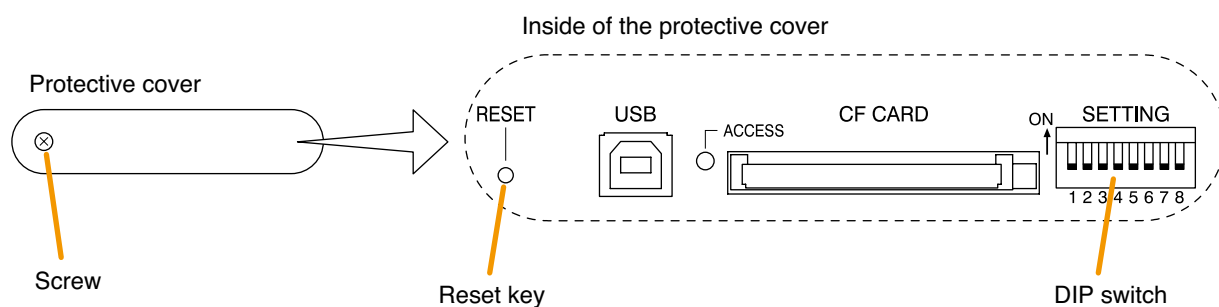 Inside of the protective cover
Protective cover
RESET
USB
ACCESS
CF CARD
ON
SETTING
1 2 3 4 5 6 7 8
Screw
Reset key
DIP switch